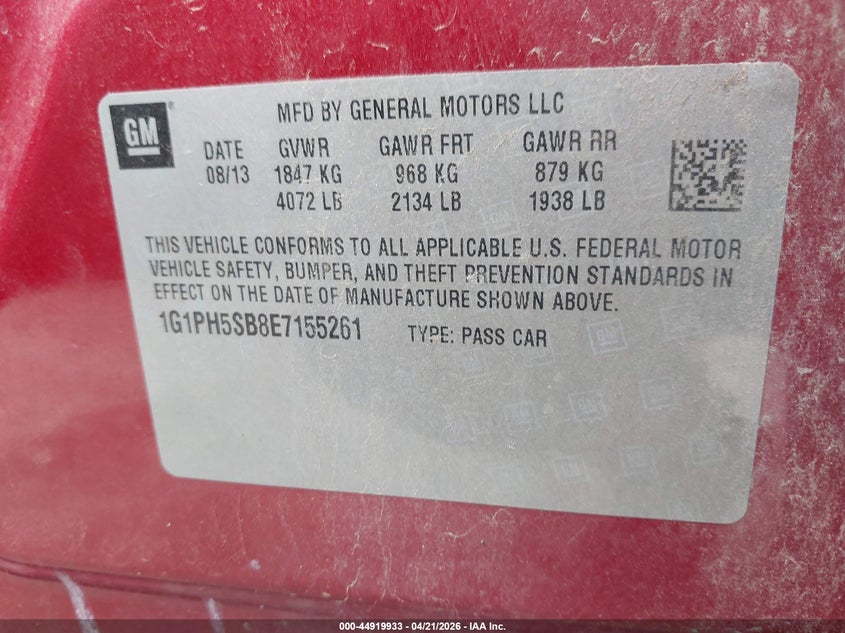 GM®
MFD BY GENERAL MOTORS LLC
DATE GVWR GAWR FRT GAWR RR
08/13 1847 KG 968 KG 879 KG
4072 LB 2134 LB 1938 LB
THIS VEHICLE CONFORMS TO ALL APPLICABLE U.S. FEDERAL MOTOR
VEHICLE SAFETY, BUMPER, AND THEFT PREVENTION STANDARDS IN
EFFECT ON THE DATE OF MANUFACTURE SHOWN ABOVE.
1G1PH5SB8E7155261 TYPE: PASS CAR
000-44919933 - 04/21/2026 - IAA Inc.